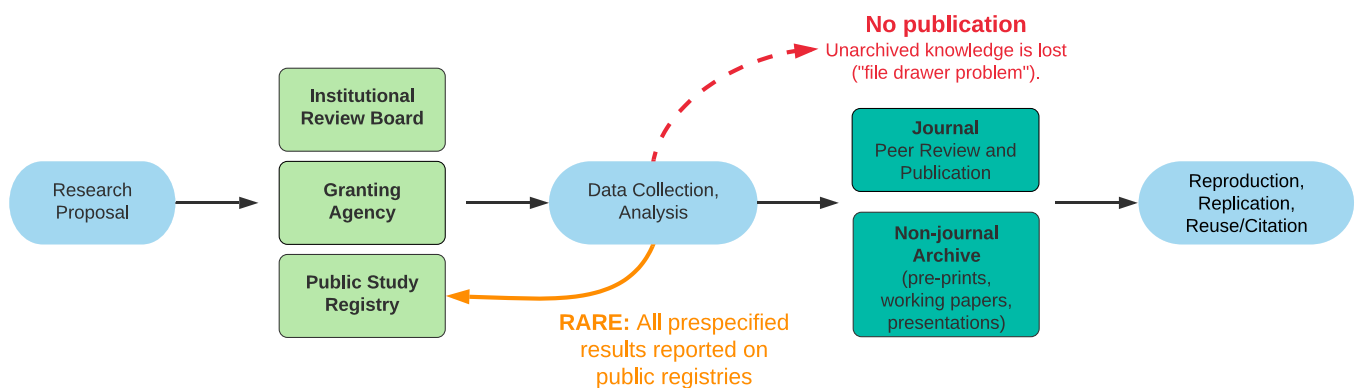 Research
Proposal
Institutional
Review Board
Granting
Agency
Public Study
Registry
Data Collection,
Analysis
No publication
Unarchived knowledge is lost
("file drawer problem").
RARE: All prespecified
results reported on
public registries
Journal
Peer Review and
Publication
Non-journal
Archive
(pre-prints,
working papers,
presentations)
Reproduction,
Replication,
Reuse/Citation